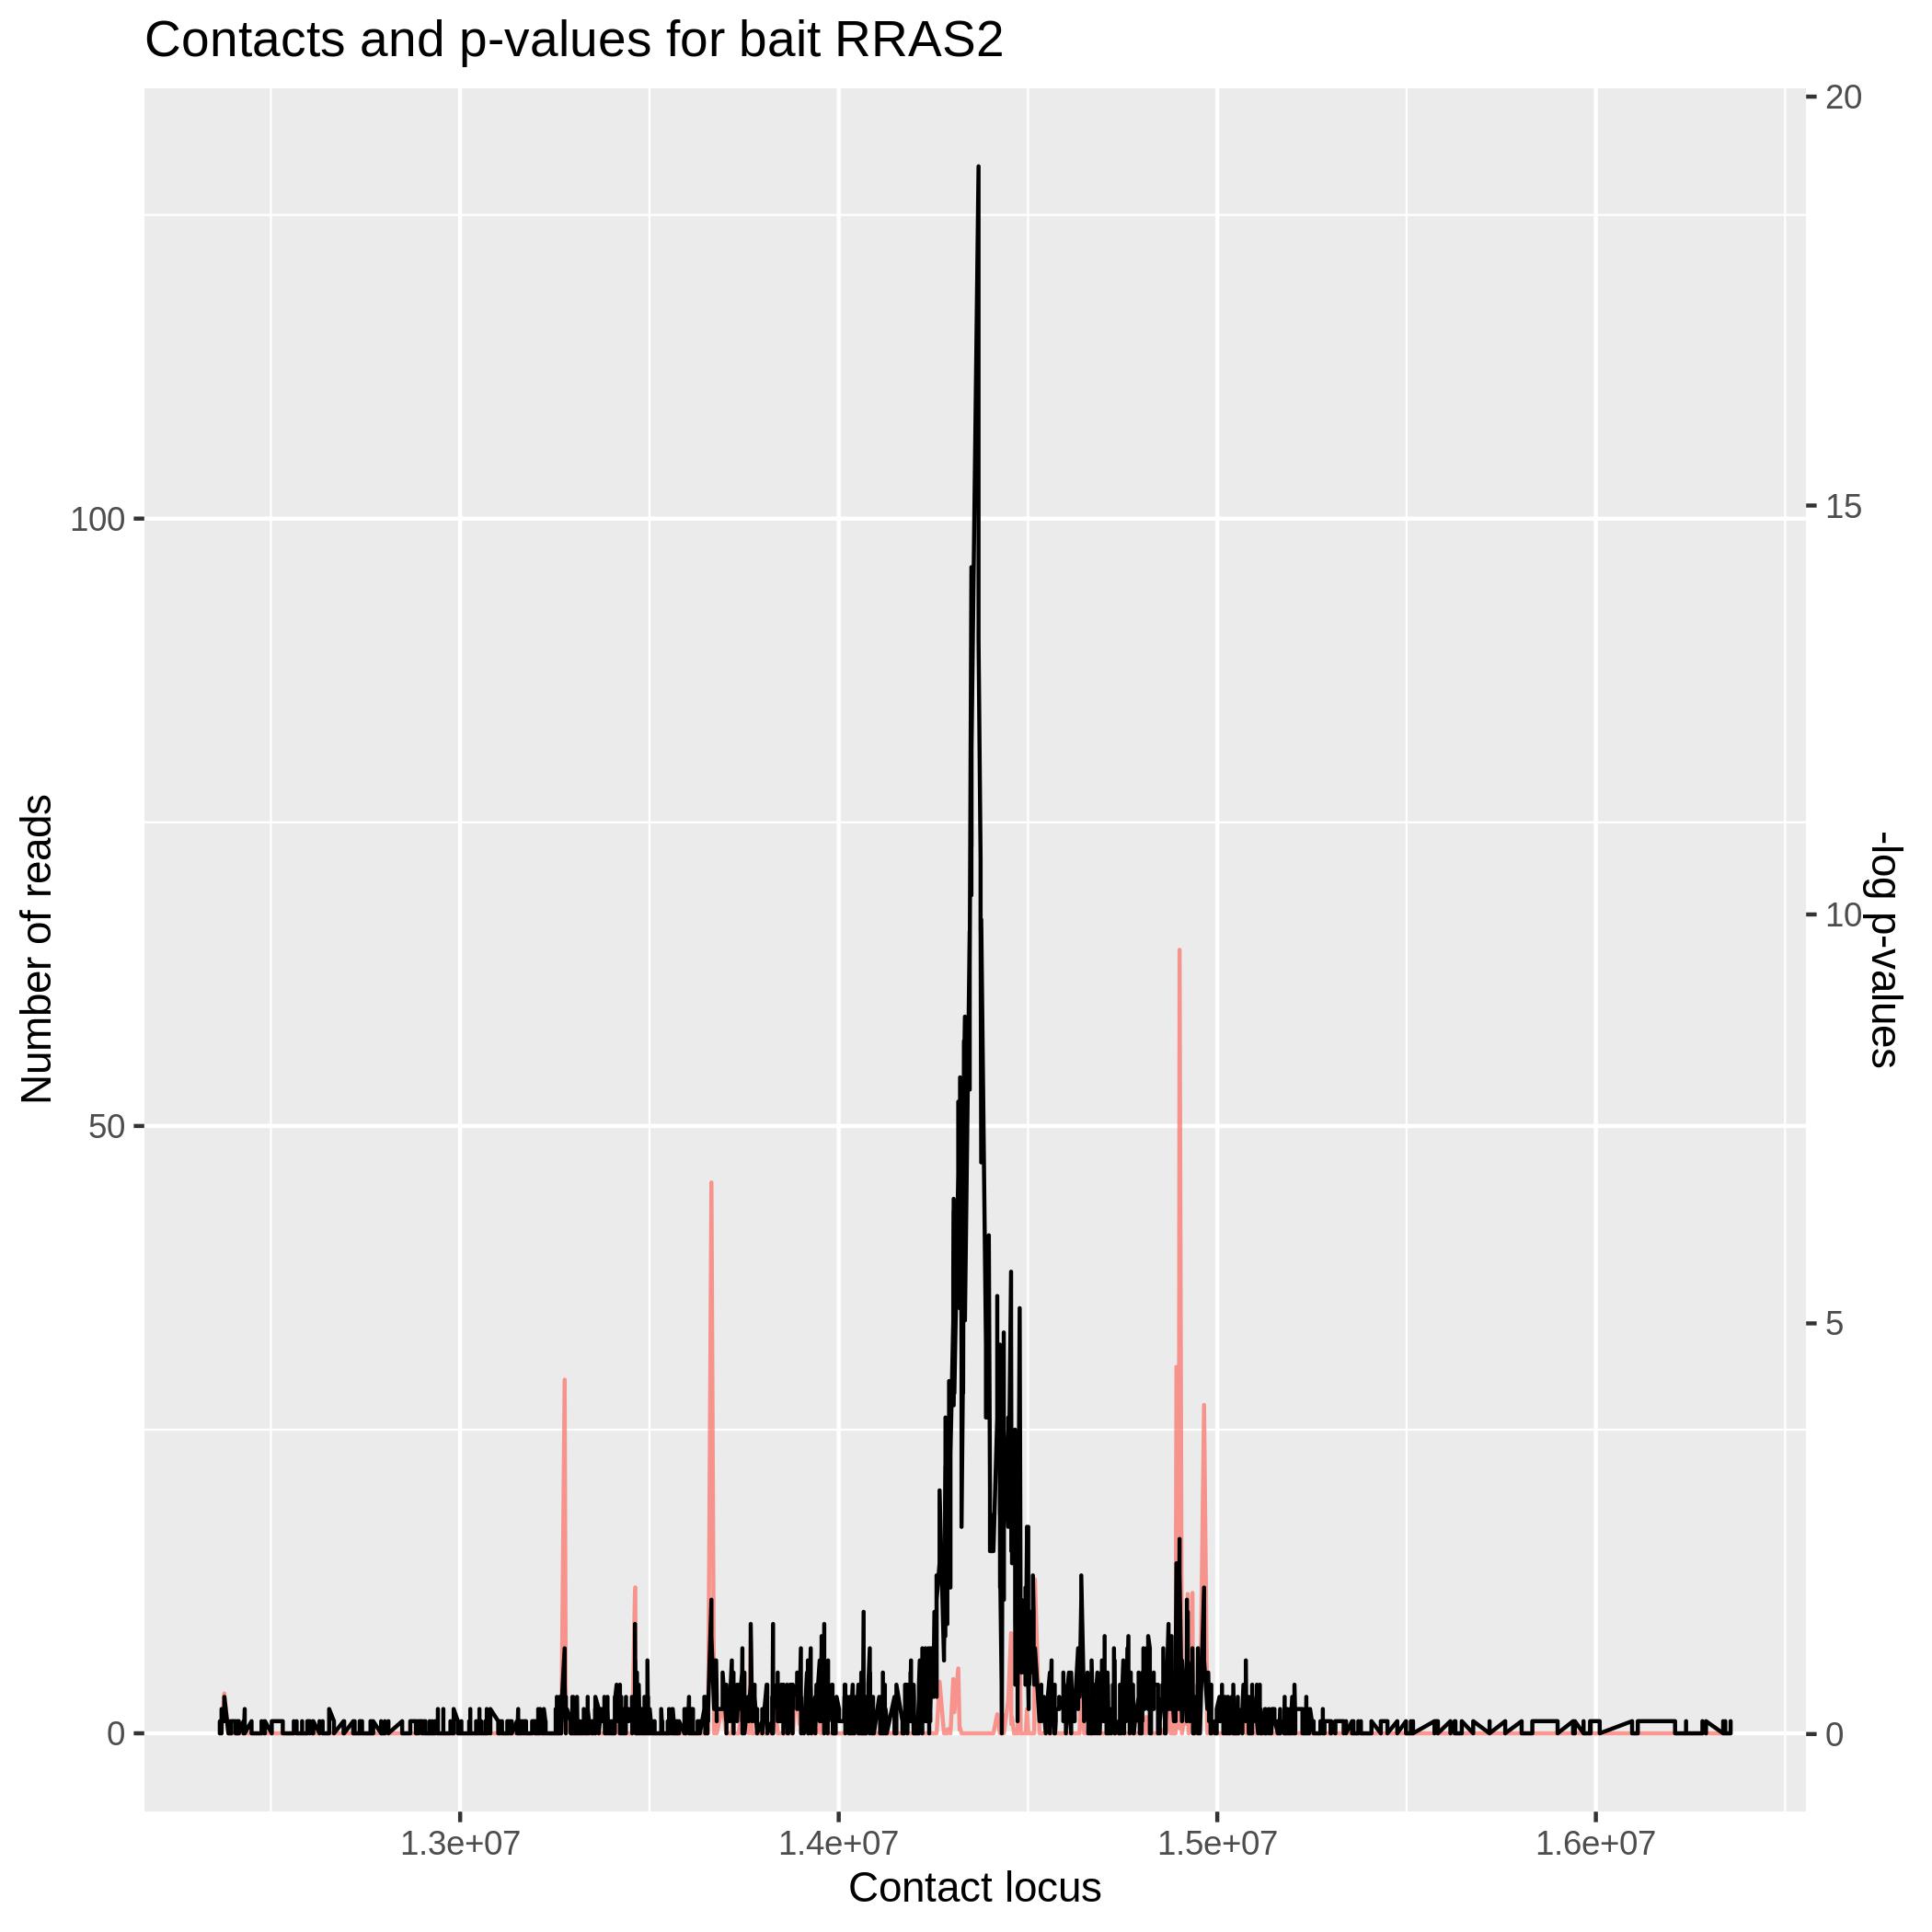 Contacts and p-values for bait RRAS2
20
15
10
5
0
100
50
0
Number of reads
-log p-values
1.3e+07
1.4e+07
1.5e+07
1.6e+07
Contact locus